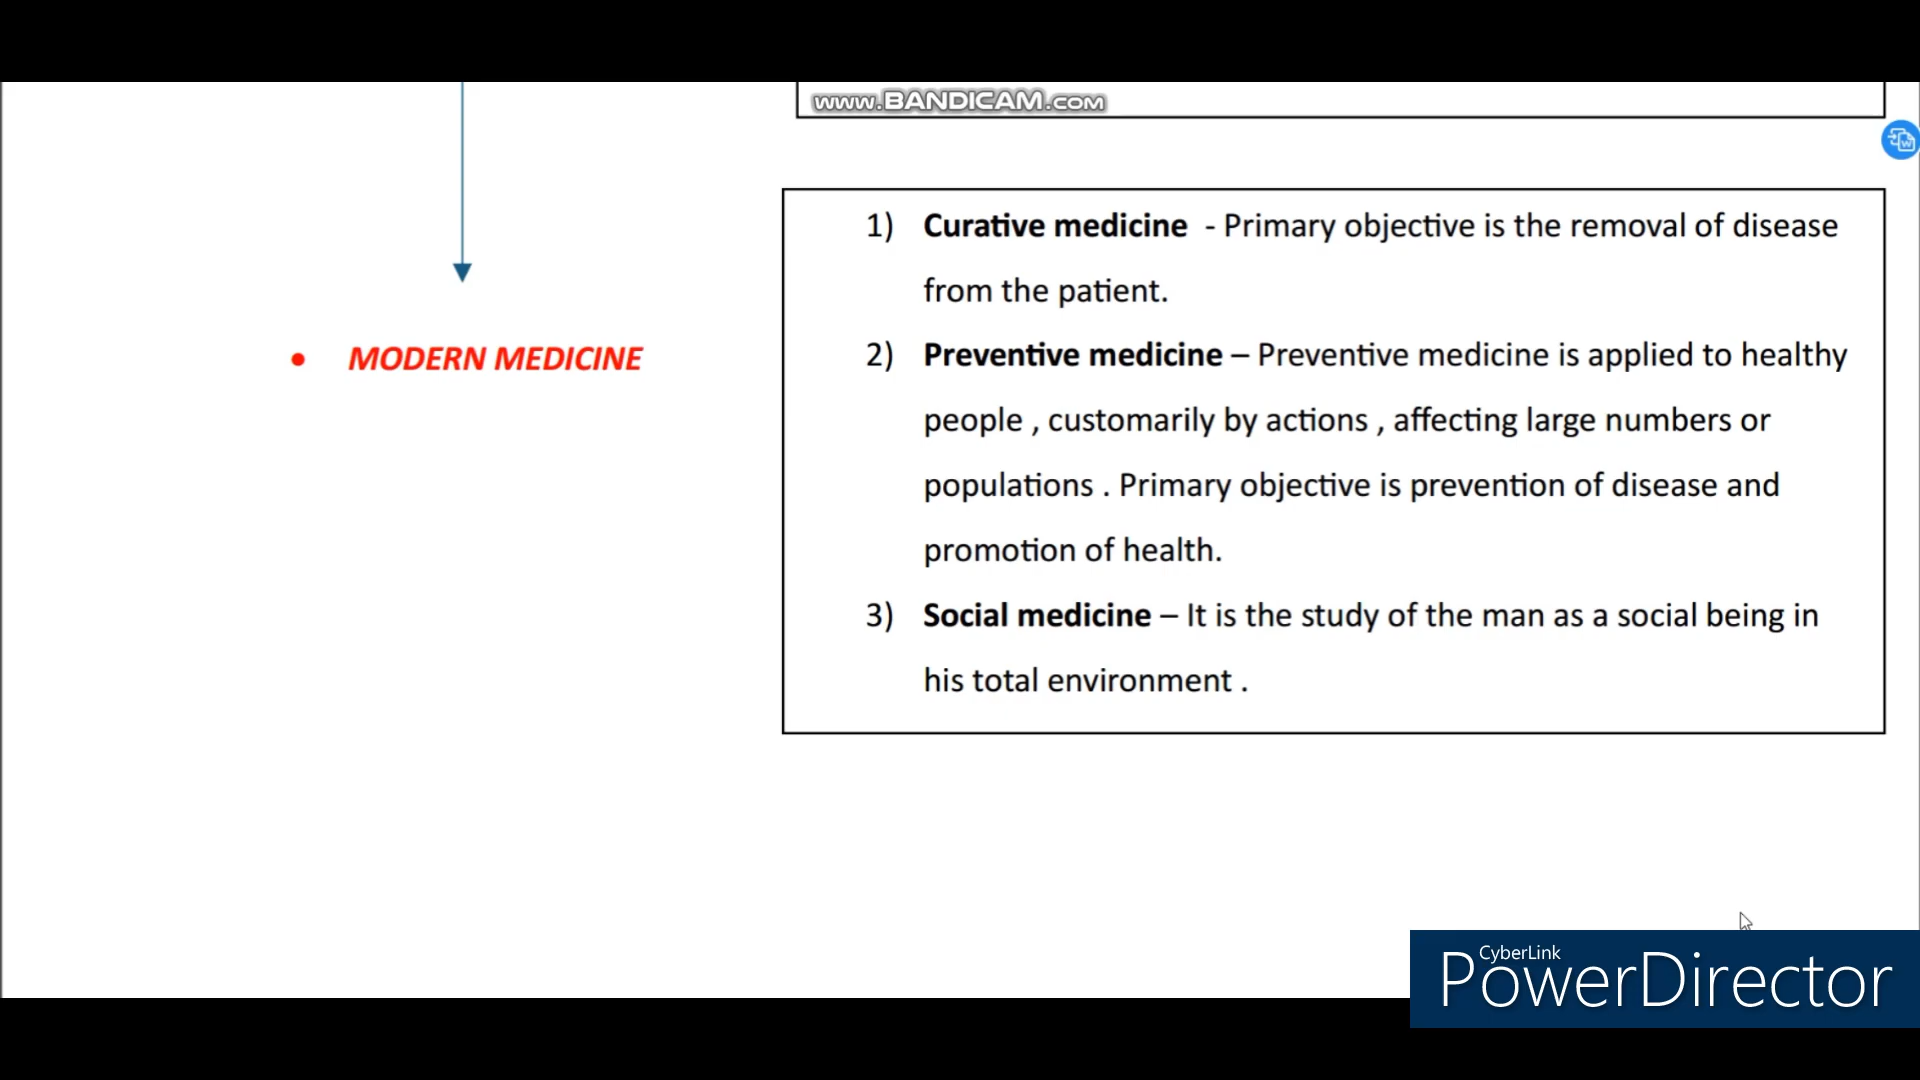 www.BANDICAM.com
1) Curative medicine - Primary objective is the removal of disease
from the patient.
• MODERN MEDICINE
2) Preventive medicine – Preventive medicine is applied to healthy
people , customarily by actions , affecting large numbers or
populations . Primary objective is prevention of disease and
promotion of health.
3) Social medicine – It is the study of the man as a social being in
his total environment .
CyberLink
PowerDirector